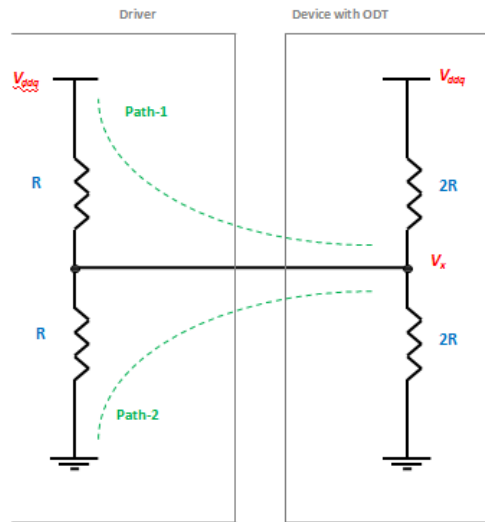 Driver
Device with ODT
Vddq
Vddq
Path-1
R
2R
Vx
R
2R
Path-2